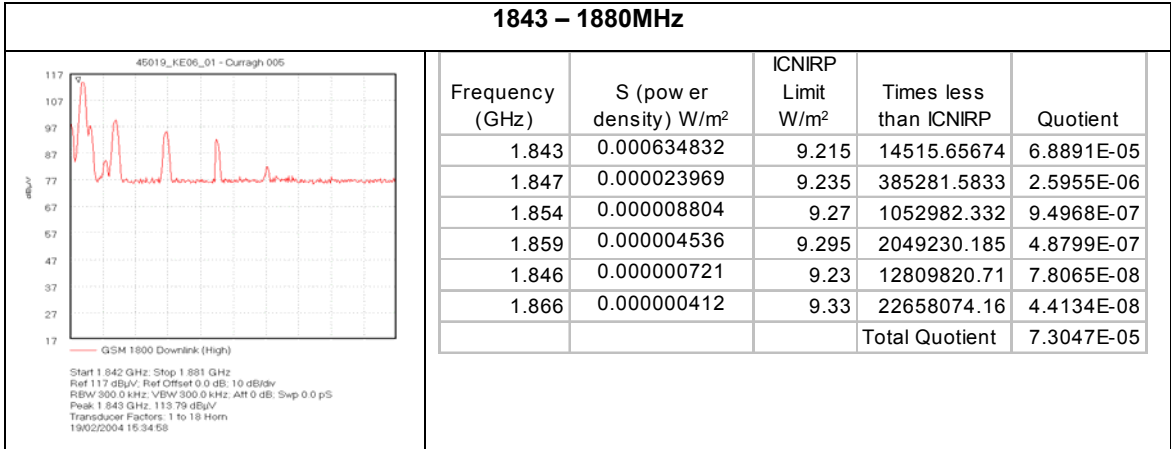 1843 – 1880MHz
45019_KE06_01 - Curragh 005
117
107
97
87
77
67
57
47
37
27
17
dBµV
GSM 1800 Downlink (High)
Start 1.842 GHz; Stop 1.881 GHz
Ref 117 dBµV; Ref Offset 0.0 dB; 10 dB/div
RBW 300.0 kHz; VBW 300.0 kHz; Att 0 dB; Swp 0.0 pS
Peak 1.843 GHz, 113.79 dBµV
Transducer Factors: 1 to 18 Horn
19/02/2004 15:34:58
Frequency (GHz) S (pow er density) W/m² ICNIRP Limit W/m² Times less than ICNIRP Quotient
1.843 0.000634832 9.215 14515.65674 6.8891E-05
1.847 0.000023969 9.235 385281.5833 2.5955E-06
1.854 0.000008804 9.27 1052982.332 9.4968E-07
1.859 0.000004536 9.295 2049230.185 4.8799E-07
1.846 0.000000721 9.23 12809820.71 7.8065E-08
1.866 0.000000412 9.33 22658074.16 4.4134E-08
Total Quotient 7.3047E-05